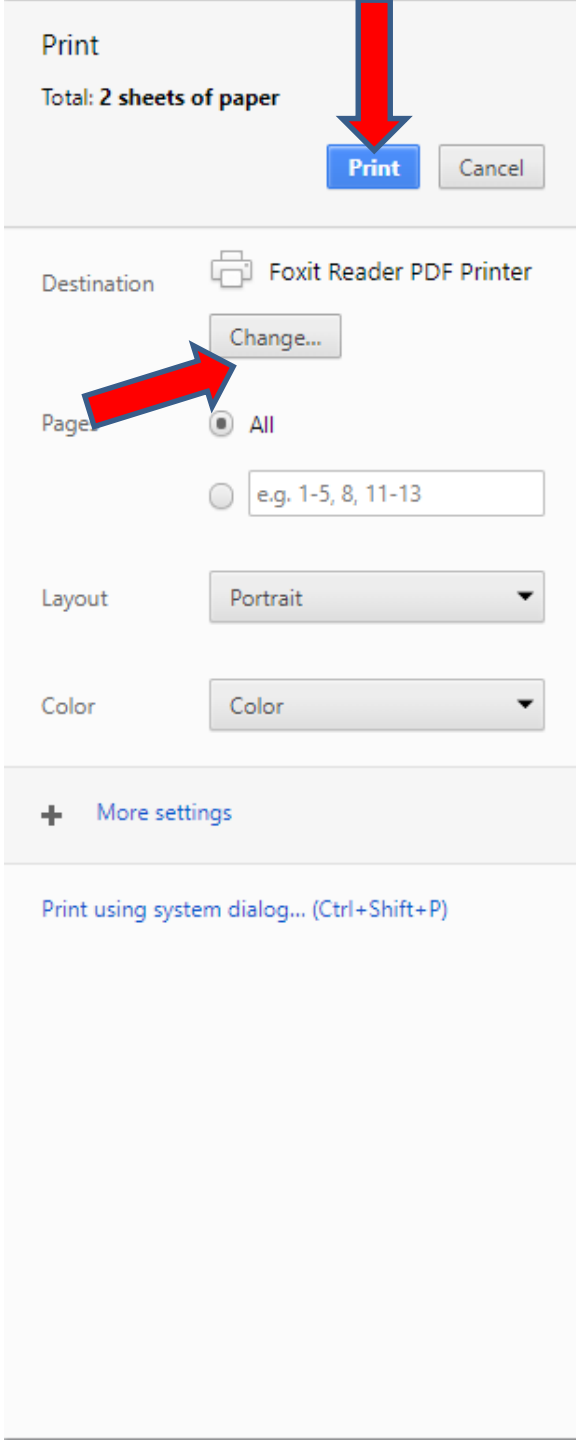 Print
Total: 2 sheets of paper
Print Cancel
Destination Foxit Reader PDF Printer
Change...
Pages All
e.g. 1-5, 8, 11-13
Layout Portrait
Color Color
More settings
Print using system dialog... (Ctrl+Shift+P)